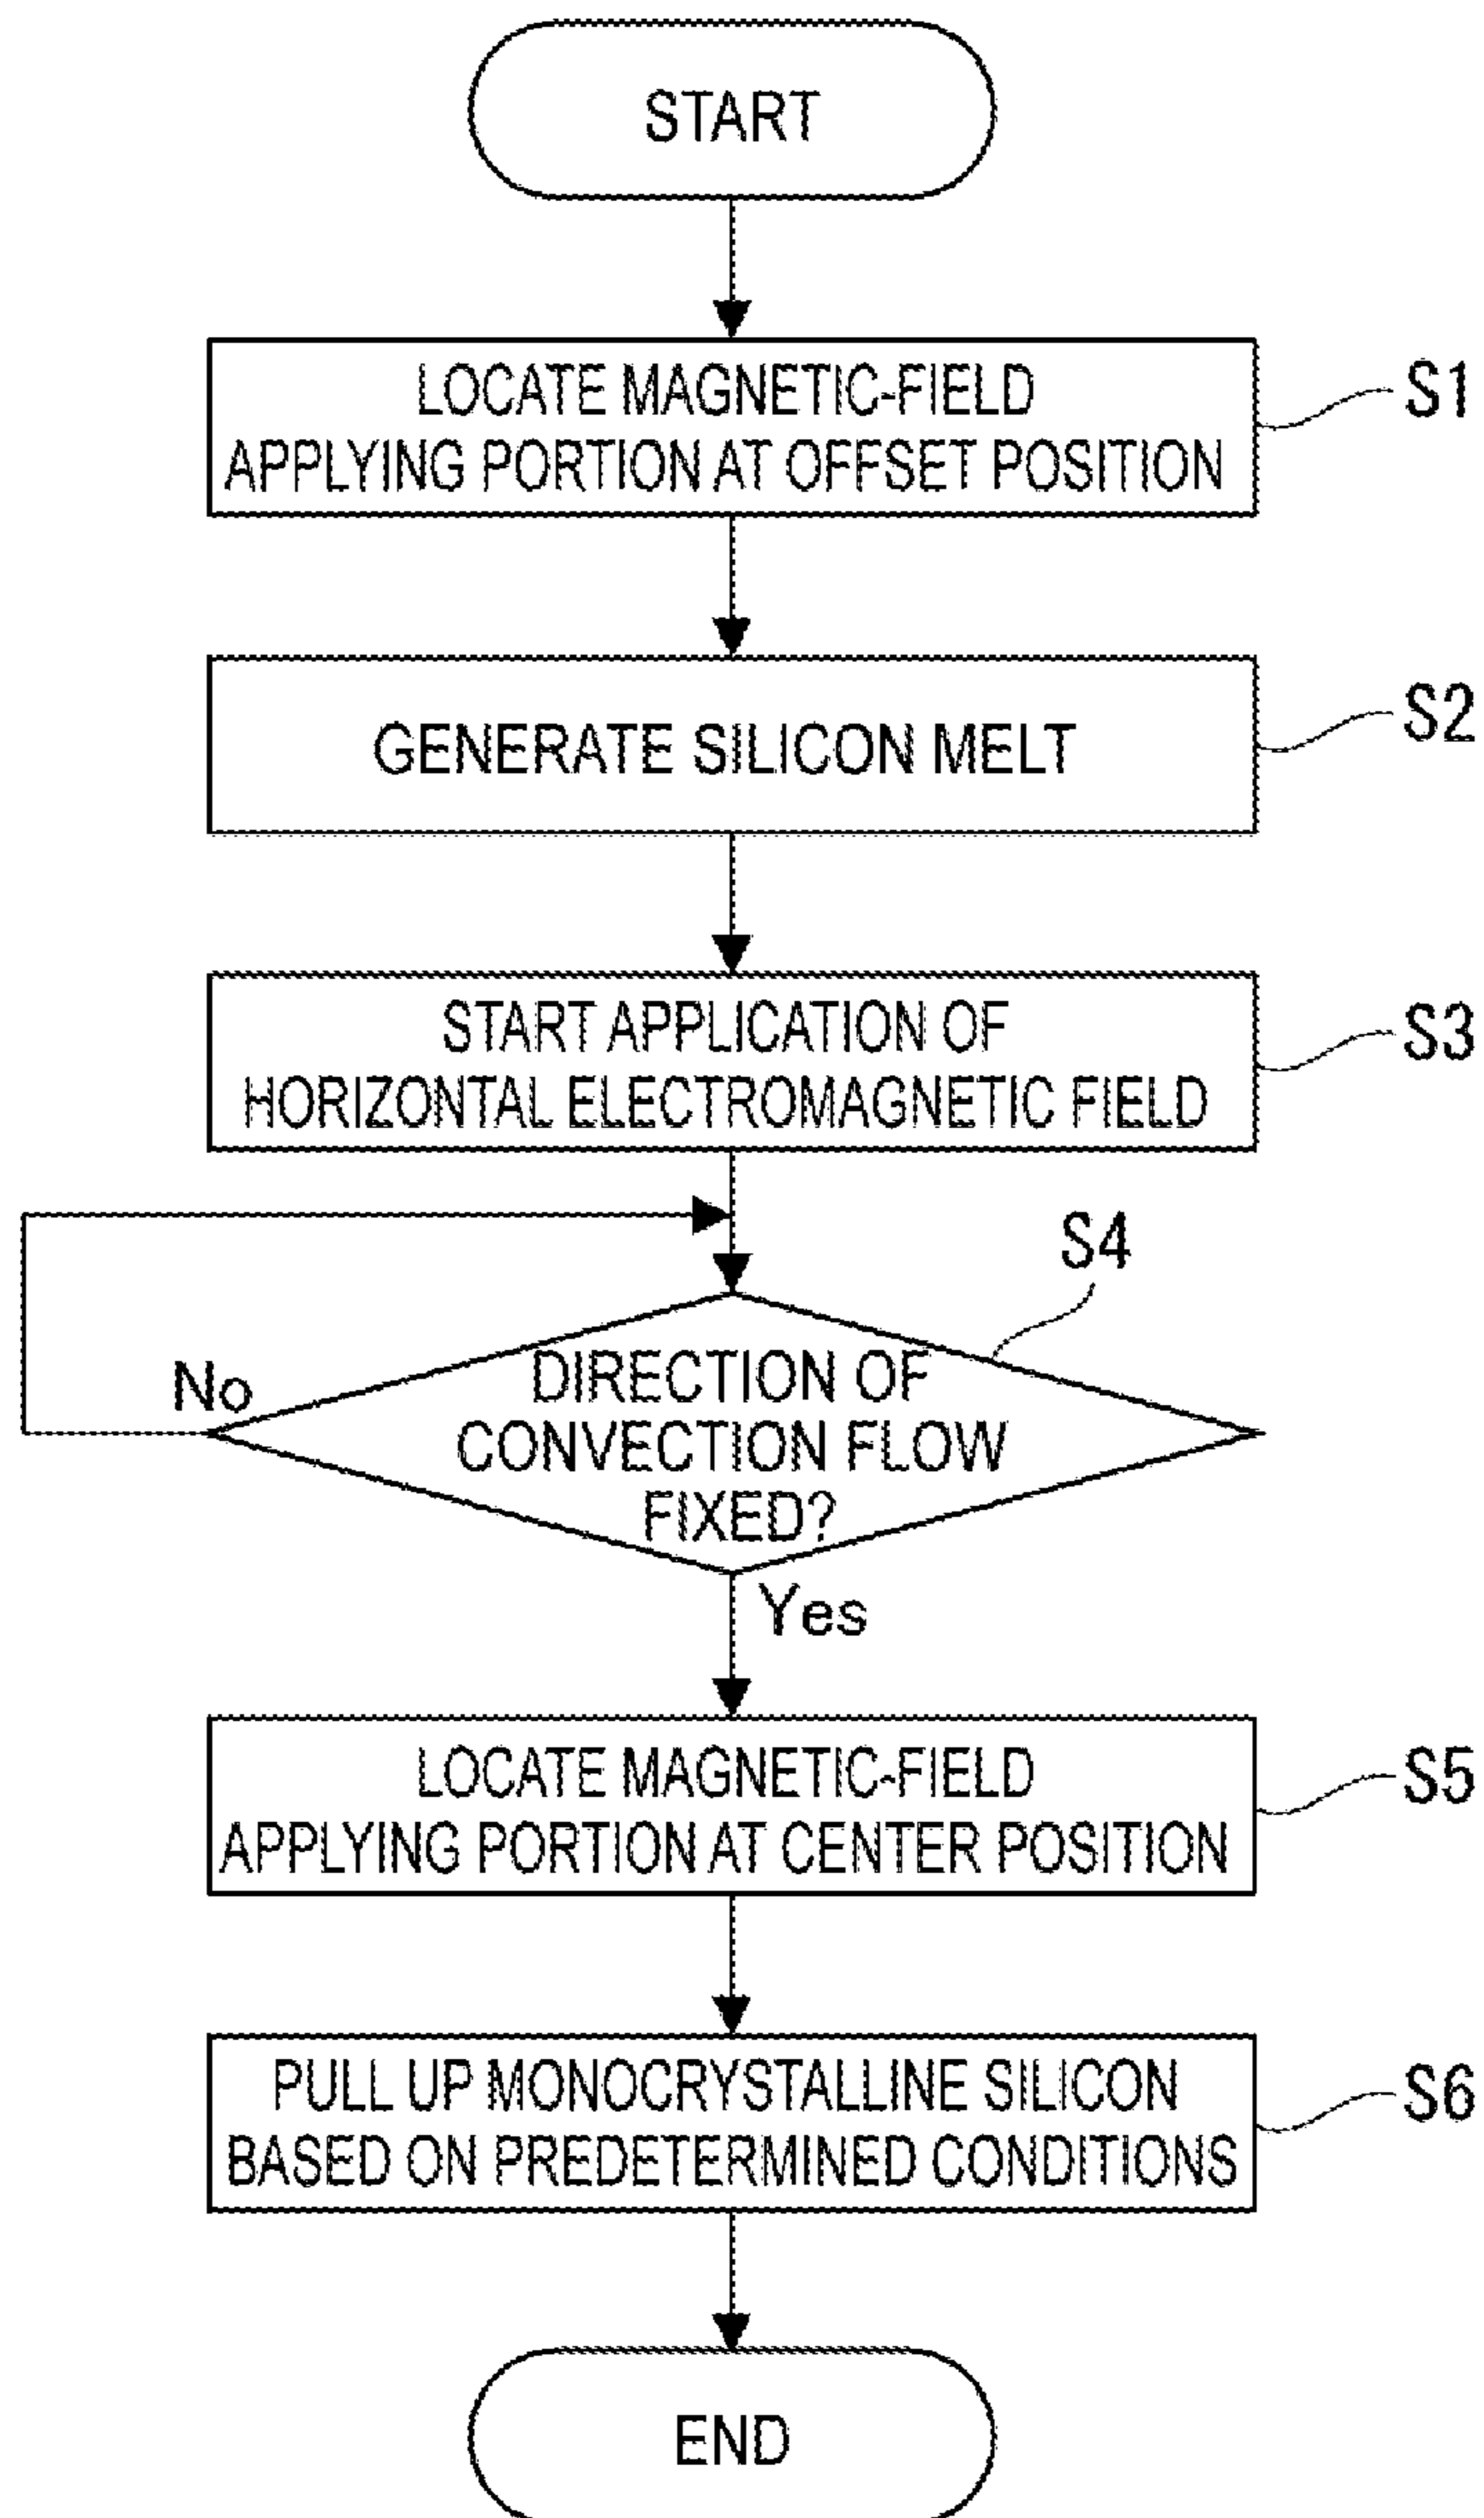 START
LOCATE MAGNETIC-FIELD
APPLYING PORTION AT OFFSET POSITION
S1
GENERATE SILICON MELT
S2
START APPLICATION OF
HORIZONTAL ELECTROMAGNETIC FIELD
S3
S4
No
DIRECTION OF
CONVECTION FLOW
FIXED?
Yes
LOCATE MAGNETIC-FIELD
APPLYING PORTION AT CENTER POSITION
S5
PULL UP MONOCRYSTALLINE SILICON
BASED ON PREDETERMINED CONDITIONS
S6
END